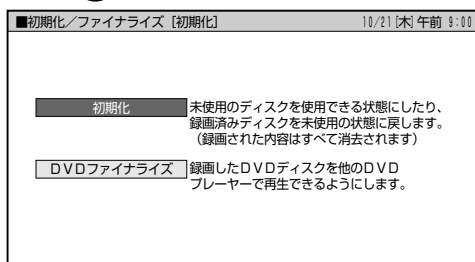 ■初期化／ファイナライズ［初期化］ 10/21[木]午前 9:00
初期化 未使用のディスクを使用できる状態にしたり、
録画済みディスクを未使用の状態に戻します。
（録画された内容はすべて消去されます）
ＤＶＤファイナライズ 録画したＤＶＤディスクを他のＤＶＤ
プレーヤーで再生できるようにします。